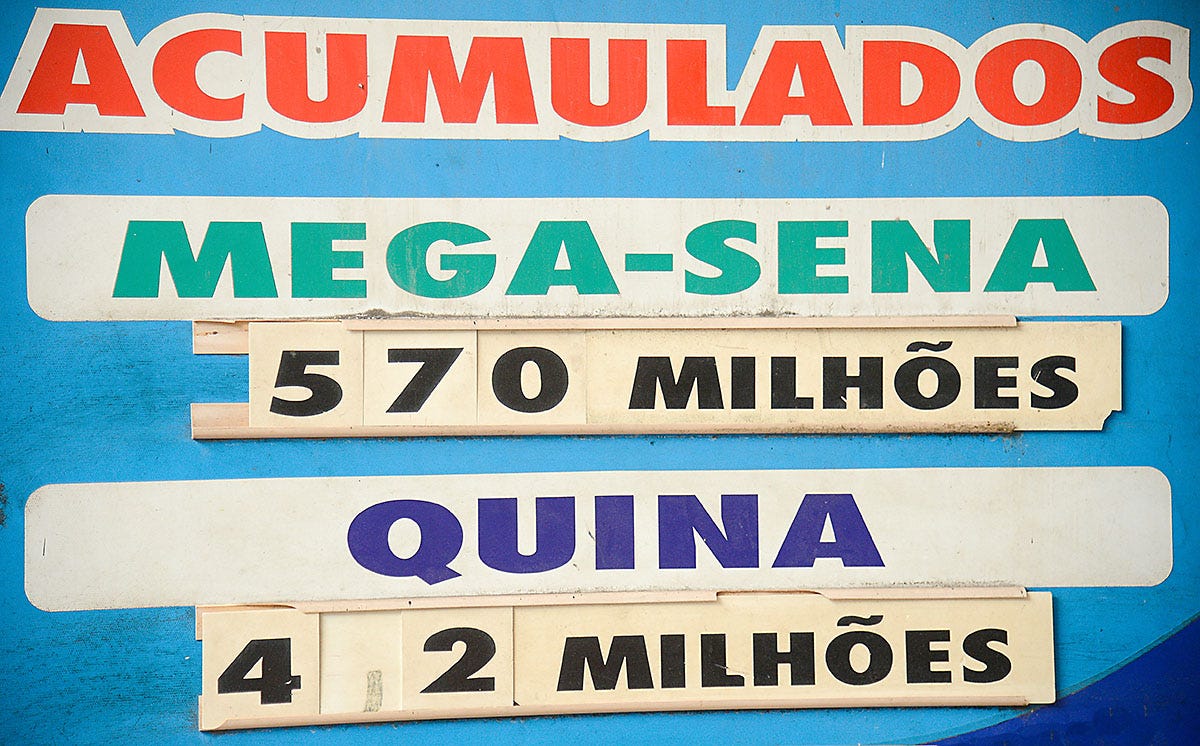 ACUMULADOS
MEGA-SENA
570 MILHÕES
QUINA
4 2 MILHÕES